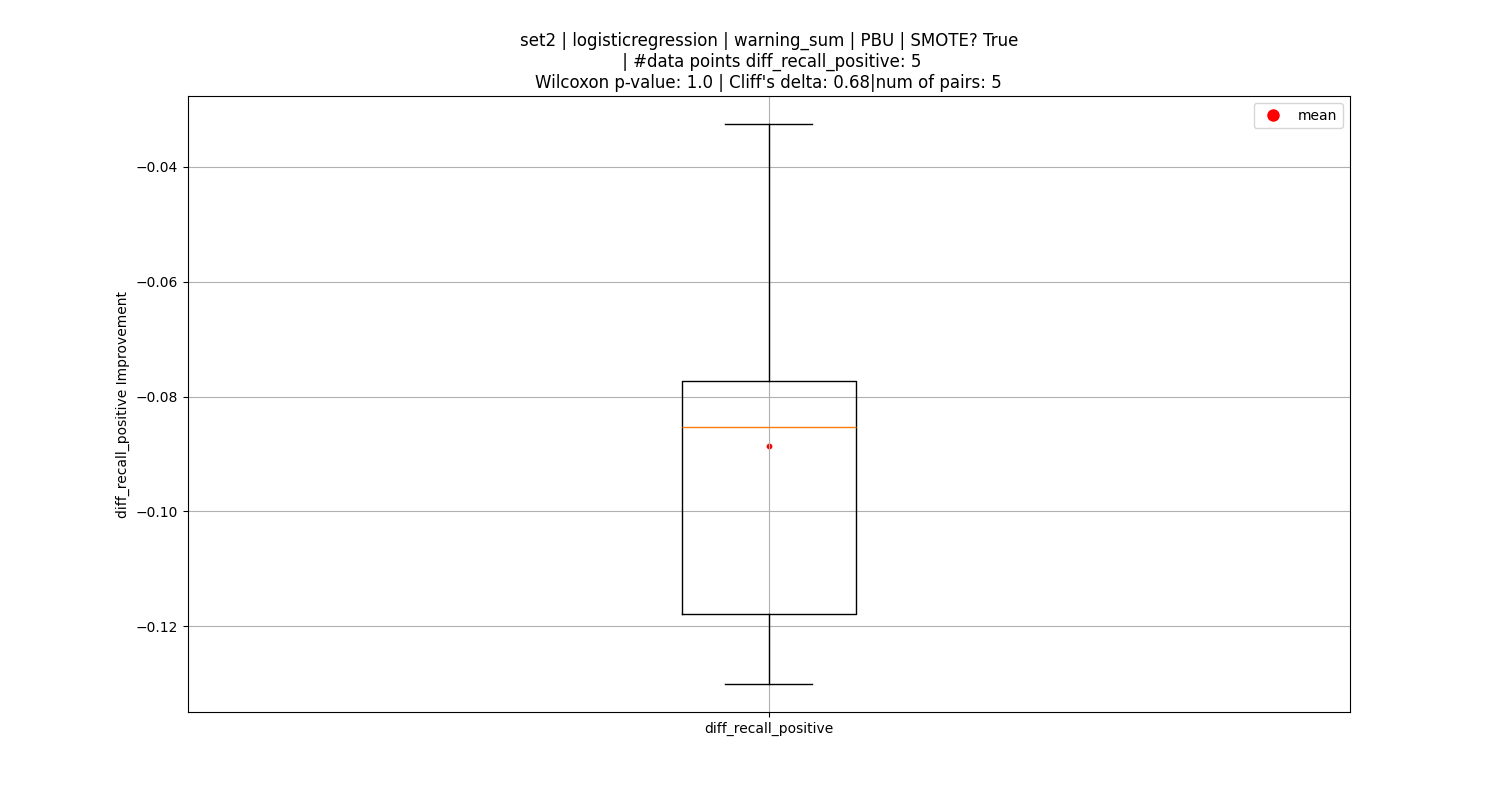 set2 | logisticregression | warning_sum | PBU | SMOTE? True
| #data points diff_recall_positive: 5
Wilcoxon p-value: 1.0 | Cliff's delta: 0.68|num of pairs: 5
mean
−0.04
−0.06
−0.08
−0.10
−0.12
diff_recall_positive Improvement
diff_recall_positive